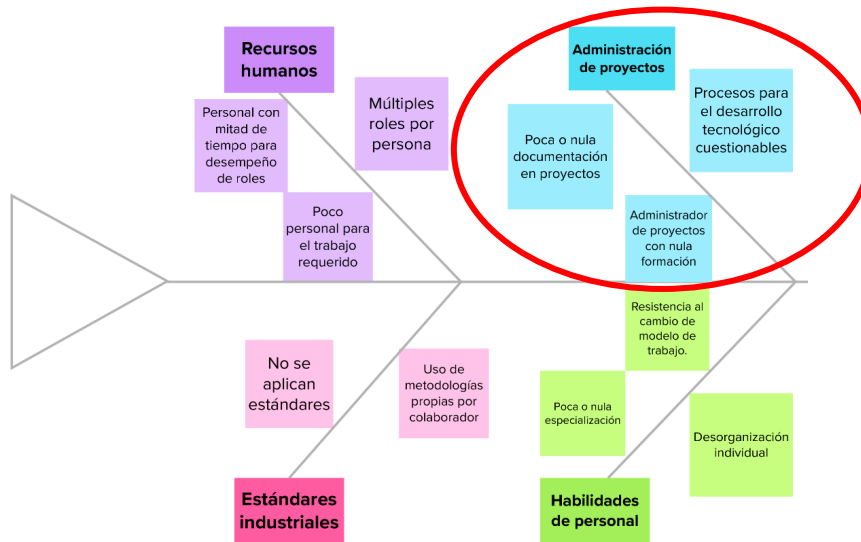 Recursos
humanos
Personal con
mitad de
tiempo para
desempeño
de roles
Múltiples
roles por
persona
Poco
personal para
el trabajo
requerido
Administración
de proyectos
Poca o nula
documentación
en proyectos
Procesos para
el desarrollo
tecnológico
cuestionables
Administrador
de proyectos
con nula
formación
No se
aplican
estándares
Uso de
metodologías
propias por
colaborador
Estándares
industriales
Resistencia al
cambio de
modelo de
trabajo.
Poca o nula
especialización
Desorganización
individual
Habilidades
de personal